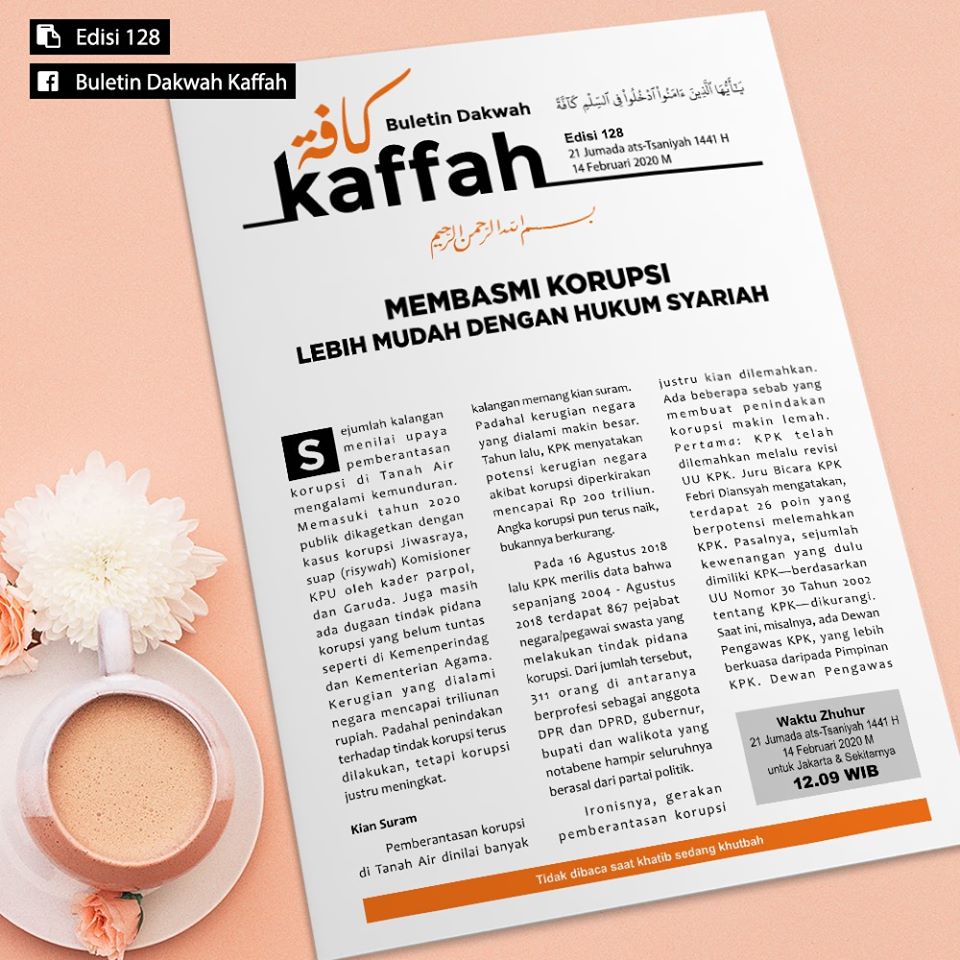 Edisi 128
Buletin Dakwah Kaffah
كافة
Buletin Dakwah
kaffah
يَـٰٓأَيُّهَا ٱلَّذِينَ ءَامَنُوا۟ ٱدْخُلُوا۟ فِى ٱلسِّلْمِ كَآفَّةً
Edisi 128
21 Jumada ats-Tsaniyah 1441 H
14 Februari 2020 M
بسم الله الرحمن الرحيم
MEMBASMI KORUPSI
LEBIH MUDAH DENGAN HUKUM SYARIAH
Sejumlah kalangan
menilai upaya
pemberantasan
korupsi di Tanah Air
mengalami kemunduran.
Memasuki tahun 2020
publik dikagetkan dengan
kasus korupsi Jiwasraya,
suap (risywah) Komisioner
KPU oleh kader parpol,
dan Garuda. Juga masih
ada dugaan tindak pidana
korupsi yang belum tuntas
seperti di Kemenperindag
dan Kementerian Agama.
Kerugian yang dialami
negara mencapai triliunan
rupiah. Padahal penindakan
terhadap tindak korupsi terus
dilakukan, tetapi korupsi
justru meningkat.
Kian Suram
Pemberantasan korupsi
di Tanah Air dinilai banyak
kalangan memang kian suram.
Padahal kerugian negara
yang dialami makin besar.
Tahun lalu, KPK menyatakan
potensi kerugian negara
akibat korupsi diperkirakan
mencapai Rp 200 triliun.
Angka korupsi pun terus naik,
bukannya berkurang.
Pada 16 Agustus 2018
lalu KPK merilis data bahwa
sepanjang 2004 - Agustus
2018 terdapat 867 pejabat
negara/pegawai swasta yang
melakukan tindak pidana
korupsi. Dari jumlah tersebut,
311 orang di antaranya
berprofesi sebagai anggota
DPR dan DPRD, gubernur,
bupati dan walikota yang
notabene hampir seluruhnya
berasal dari partai politik.
Ironisnya, gerakan
pemberantasan korupsi
justru kian dilemahkan.
Ada beberapa sebab yang
membuat penindakan
korupsi makin lemah.
Pertama: KPK telah
dilemahkan melalu revisi
UU KPK. Juru Bicara KPK
Febri Diansyah mengatakan,
terdapat 26 poin yang
berpotensi melemahkan
KPK. Pasalnya, sejumlah
kewenangan yang dulu
dimiliki KPK—berdasarkan
UU Nomor 30 Tahun 2002
tentang KPK—dikurangi.
Saat ini, misalnya, ada Dewan
Pengawas KPK, yang lebih
berkuasa daripada Pimpinan
KPK. Dewan Pengawas
Waktu Zhuhur
21 Jumada ats-Tsaniyah 1441 H
14 Februari 2020 M
untuk Jakarta & Sekitarnya
12.09 WIB
Tidak dibaca saat khatib sedang khutbah